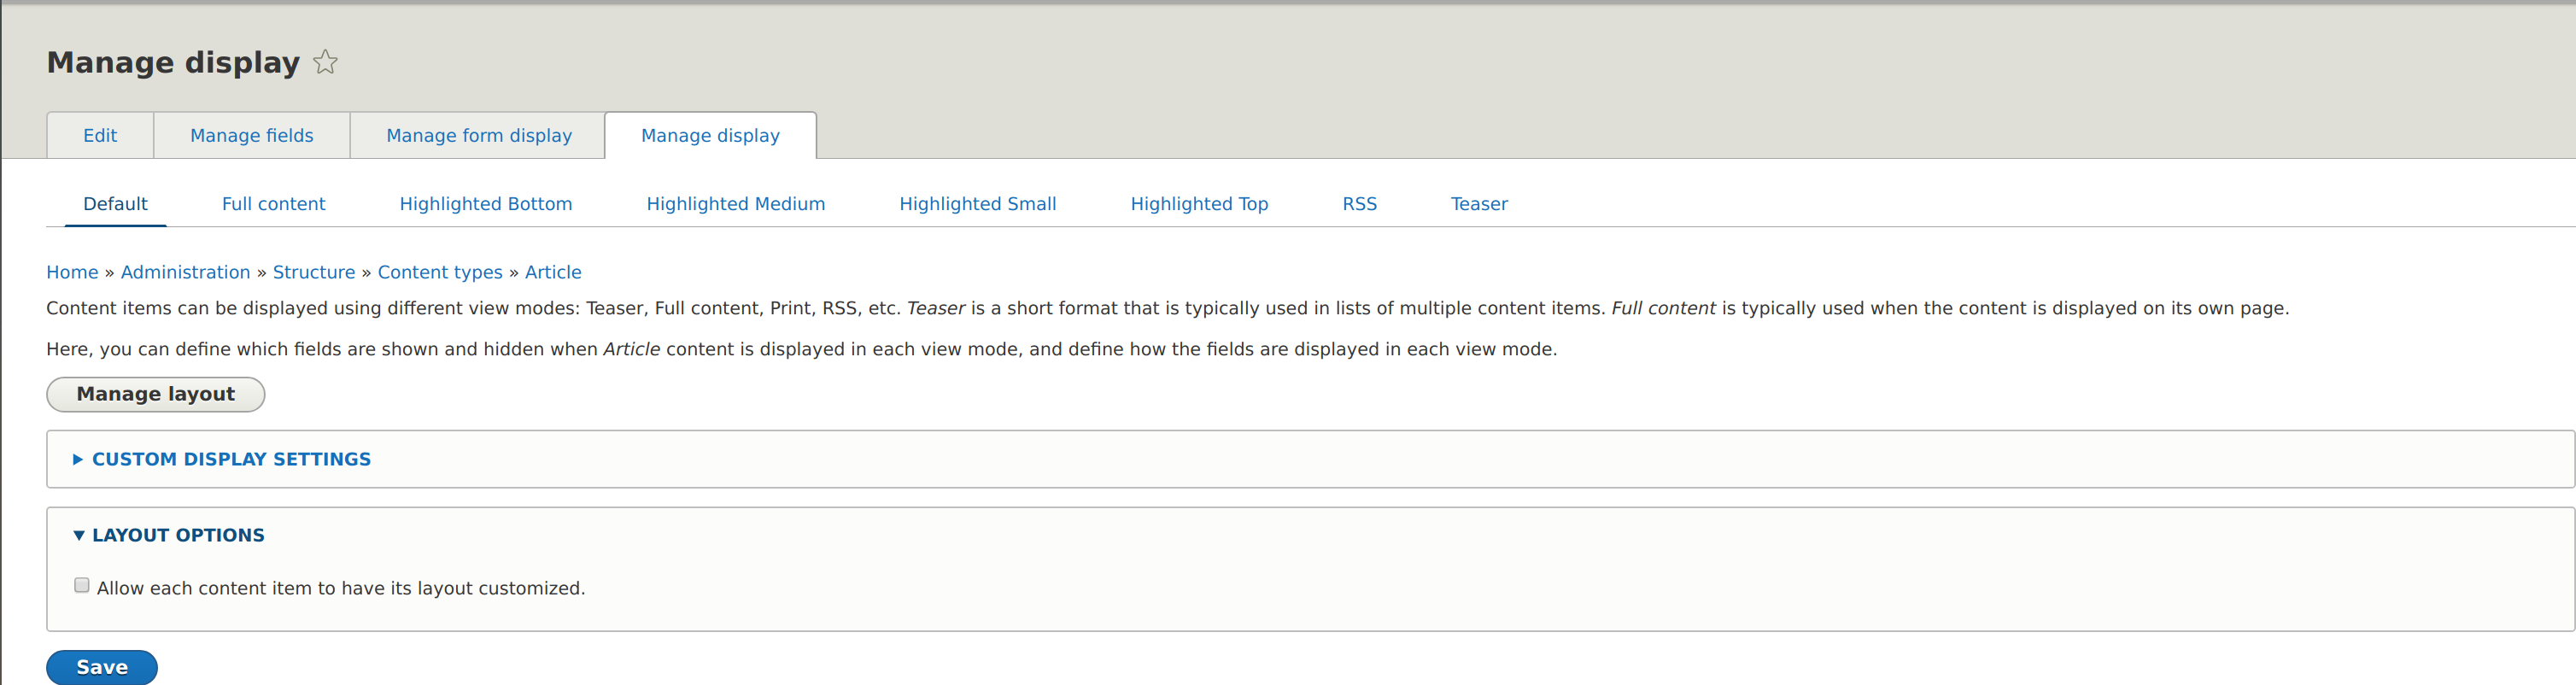 Manage display
Edit Manage fields Manage form display Manage display
Default Full content Highlighted Bottom Highlighted Medium Highlighted Small Highlighted Top RSS Teaser
Home » Administration » Structure » Content types » Article
Content items can be displayed using different view modes: Teaser, Full content, Print, RSS, etc. Teaser is a short format that is typically used in lists of multiple content items. Full content is typically used when the content is displayed on its own page.
Here, you can define which fields are shown and hidden when Article content is displayed in each view mode, and define how the fields are displayed in each view mode.
Manage layout
CUSTOM DISPLAY SETTINGS
LAYOUT OPTIONS
Allow each content item to have its layout customized.
Save